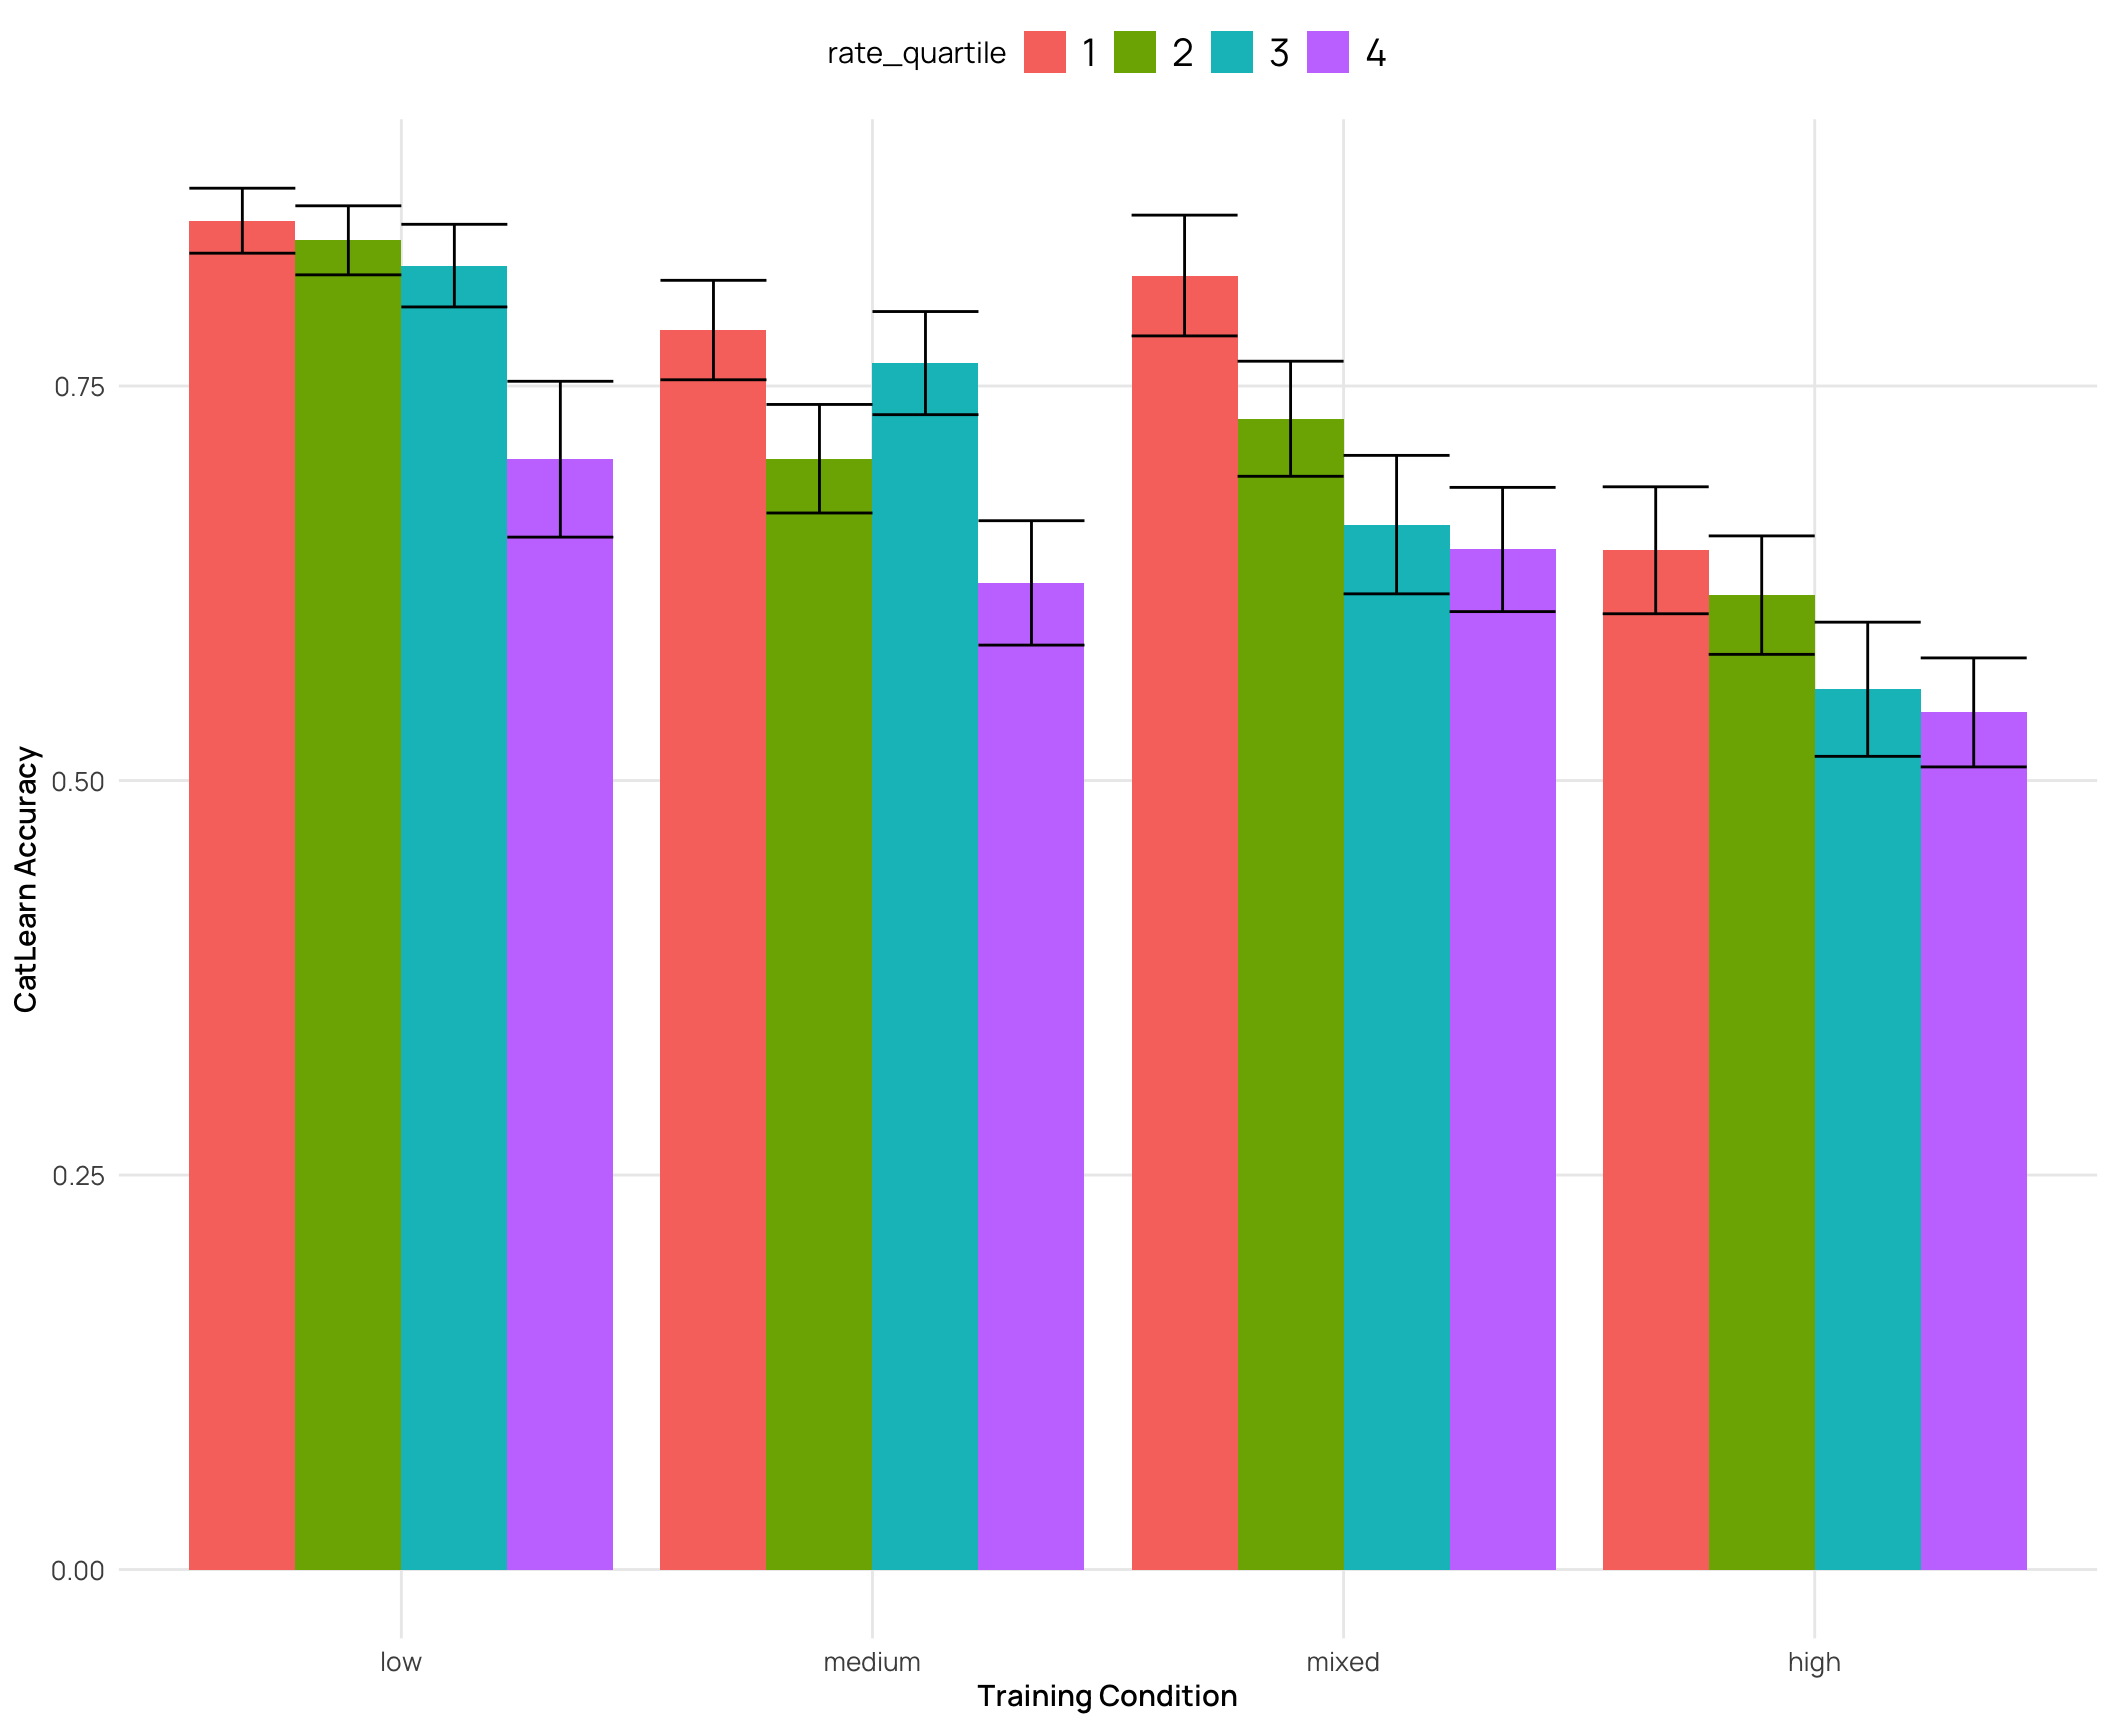 rate_quartile 1 2 3 4
CatLearn Accuracy
0.75
0.50
0.25
0.00
low medium mixed high
Training Condition